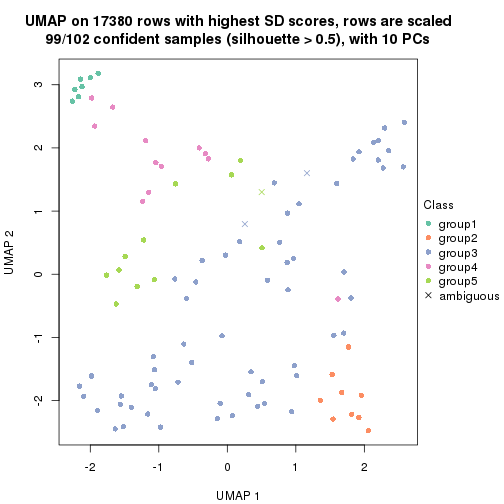 UMAP on 17380 rows with highest SD scores, rows are scaled
99/102 confident samples (silhouette > 0.5), with 10 PCs
3
2
1
0
-1
-2
UMAP 2
-2
-1
0
1
2
UMAP 1
Class
group1
group2
group3
group4
group5
ambiguous